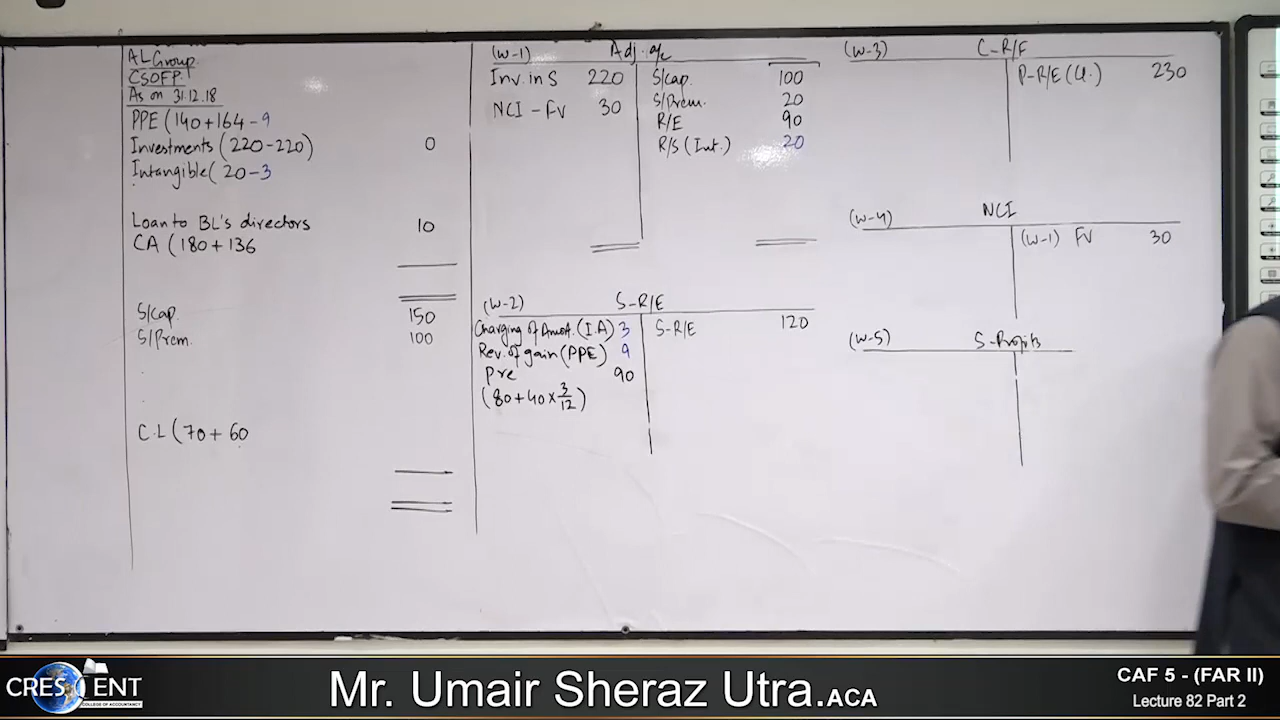 AL Group
CSOFP
As on 31.12.18
PPE (140+164-9
Investments (220-220) 0
Intangible (20-3
Loan to BL's directors 10
CA (180+136
S/Cap. 150
S/Prem. 100
C.L (70+60
(W-1) Adj. a/c
Inv. in S 220 S/Cap. 100
NCI - FV 30 S/Prem. 20
R/E 90
R/S (Int.) 20
(W-2) S-R/E
Charging of Amort. (I.A) 3 S-R/E 120
Rev. of gain (PPE) 9
Pre 90
(80+40×3/12)
(W-3) C-R/E
P-R/E (U.) 230
(W-4) NCI
(W-1) FV 30
(W-5) S-Profits
CRESCENT
COLLEGE OF ACCOUNTANCY
Mr. Umair Sheraz Utra.ACA
CAF 5 - (FAR II)
Lecture 82 Part 2